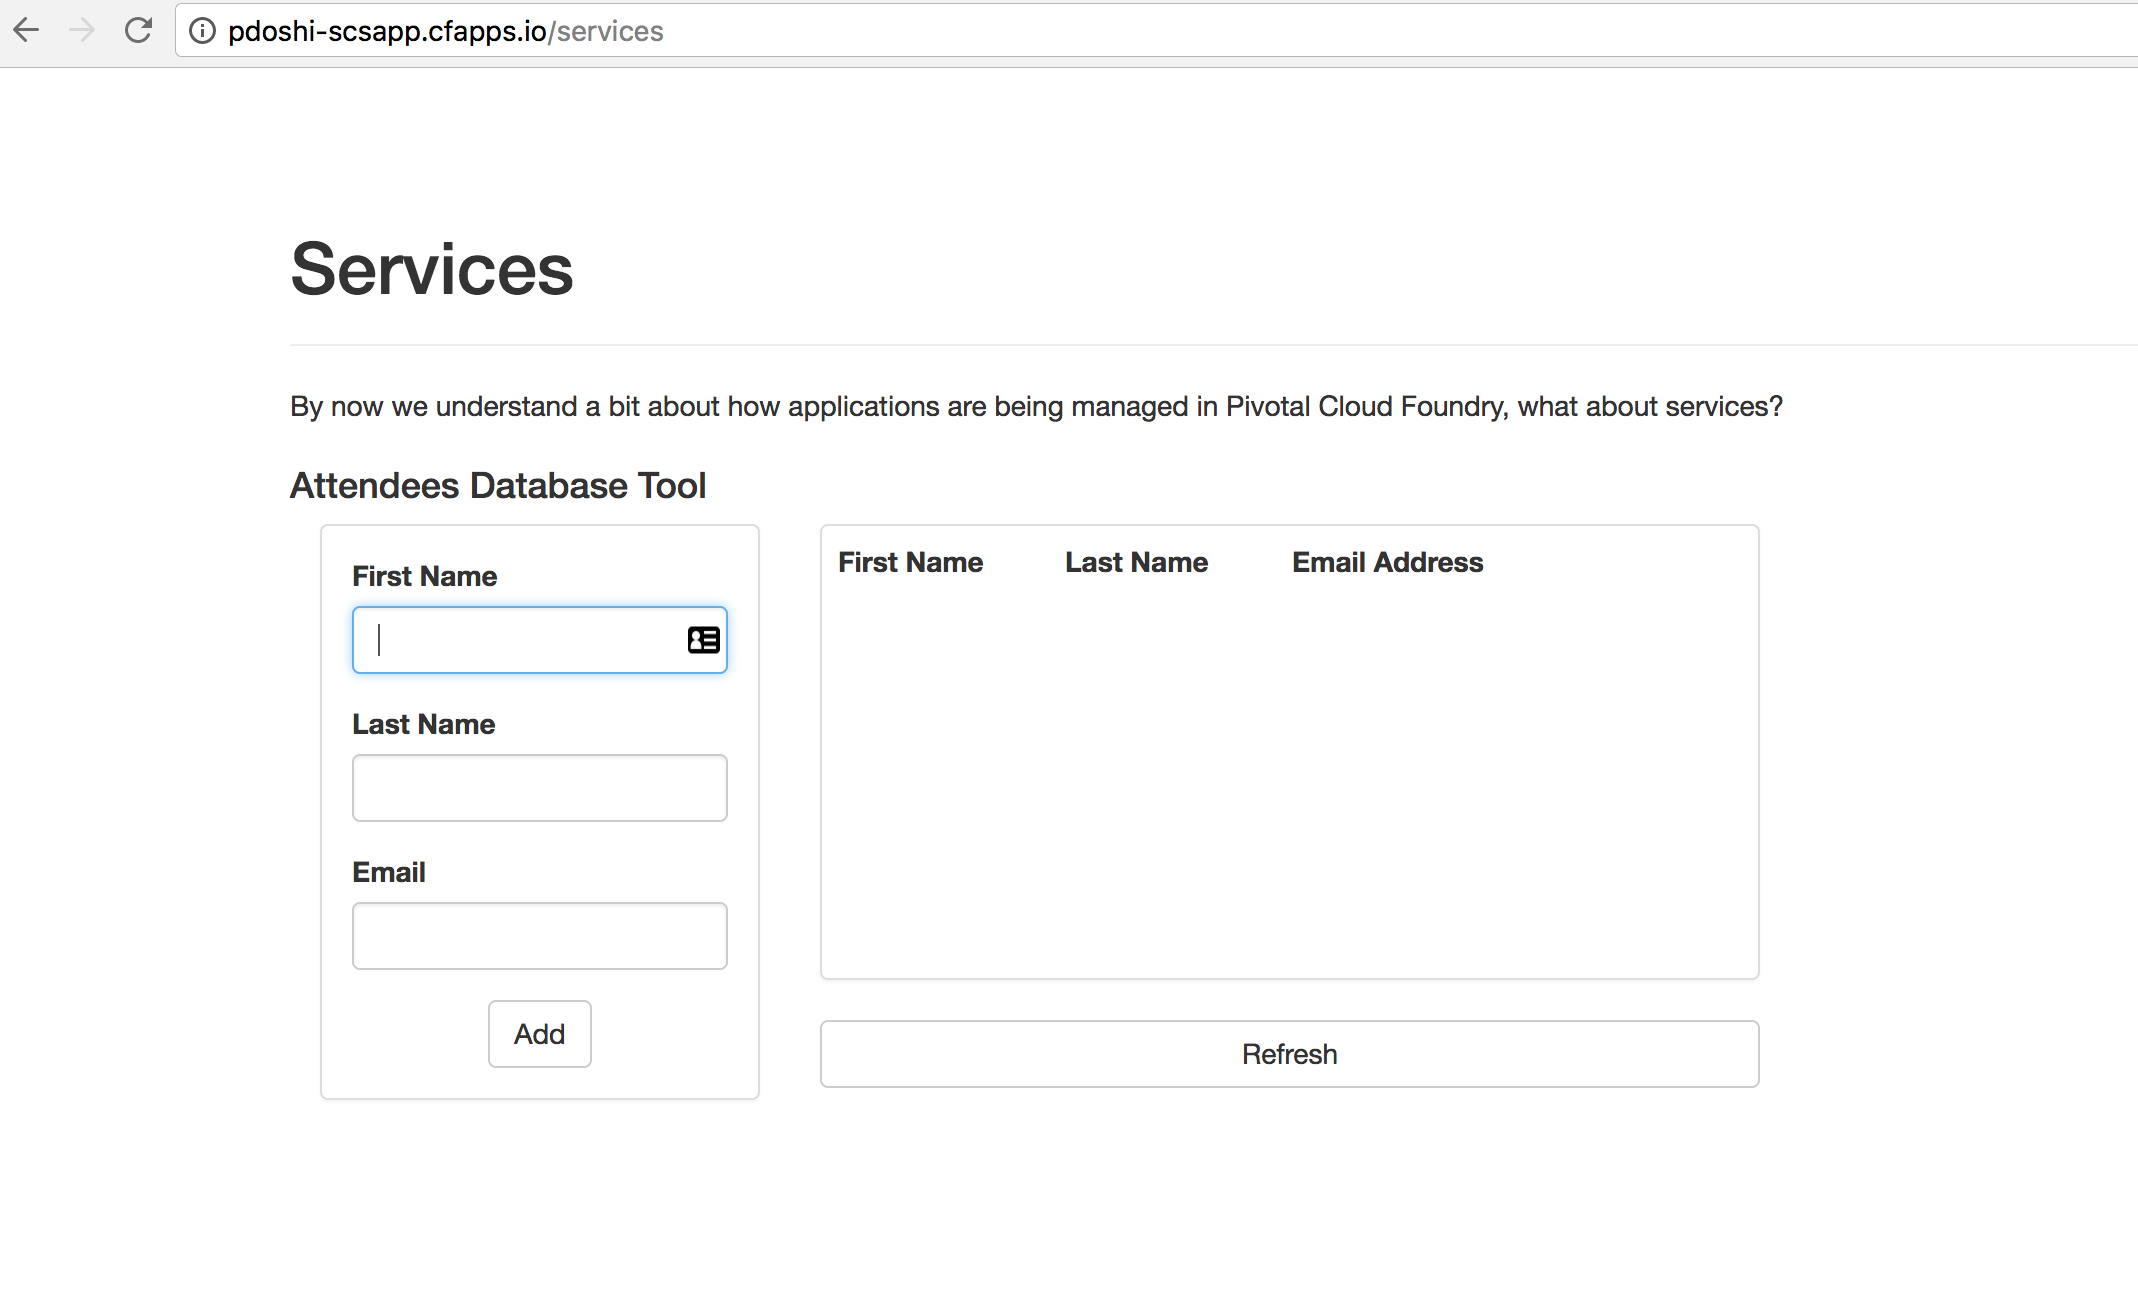 pdoshi-scsapp.cfapps.io/services
Services
By now we understand a bit about how applications are being managed in Pivotal Cloud Foundry, what about services?
Attendees Database Tool
First Name
Last Name
Email
Add
First Name Last Name Email Address
Refresh